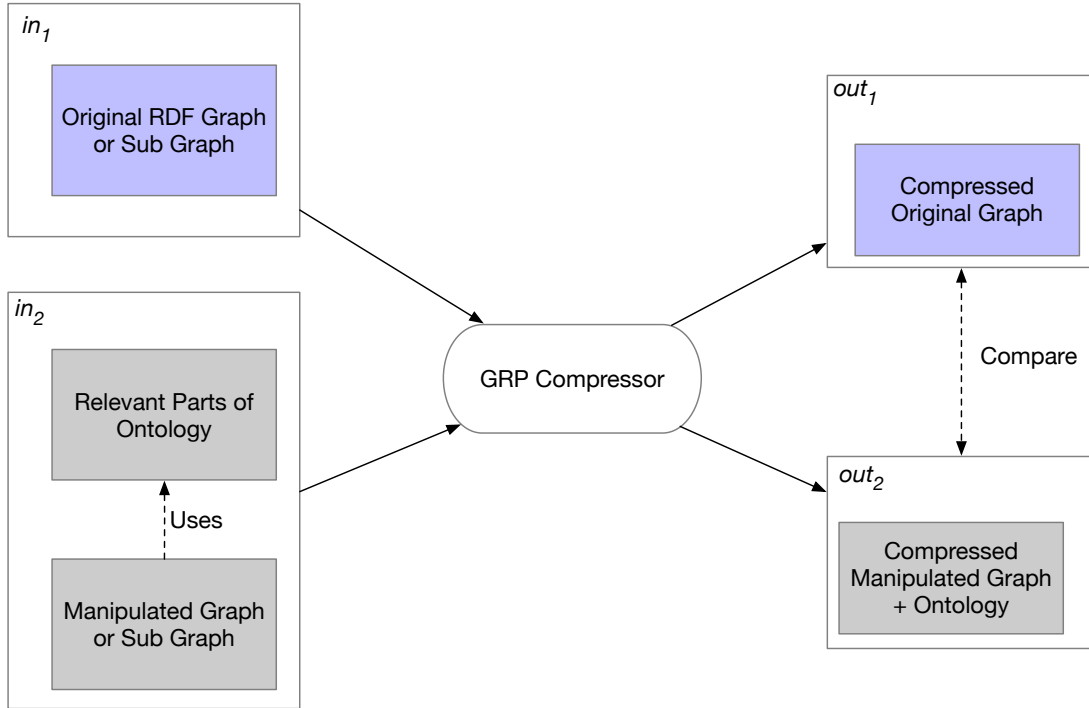 in1
Original RDF Graph
or Sub Graph
in2
Relevant Parts of
Ontology
Uses
Manipulated Graph
or Sub Graph
GRP Compressor
out1
Compressed
Original Graph
Compare
out2
Compressed
Manipulated Graph
+ Ontology